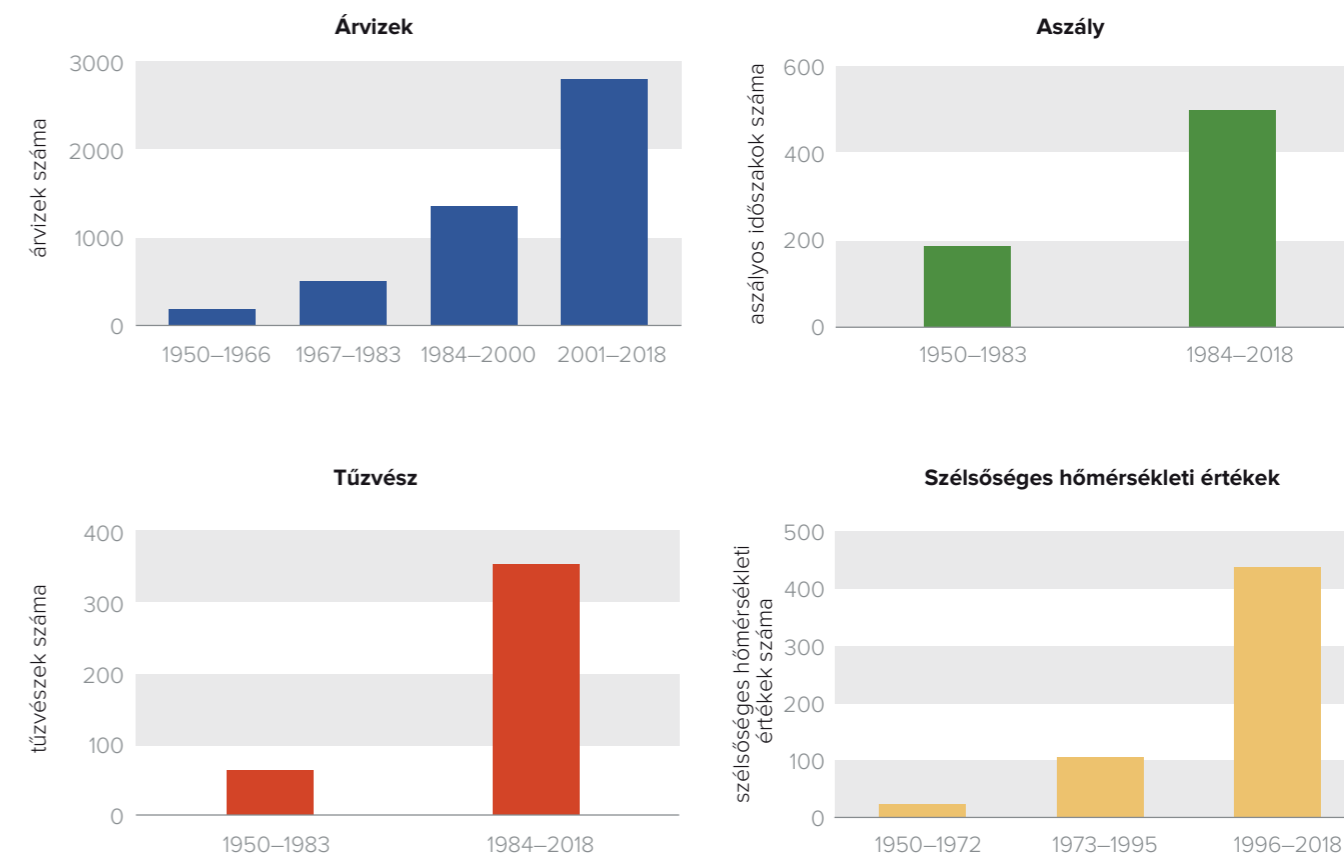 Árvizek
3000
2000
1000
0
árvizek száma
1950–1966 1967–1983 1984–2000 2001–2018
Aszály
600
400
200
0
aszályos időszakok száma
1950–1983 1984–2018
Tűzvész
400
300
200
100
0
tűzvészek száma
1950–1983 1984–2018
Szélsőséges hőmérsékleti értékek
500
400
300
200
100
0
szélsőséges hőmérsékleti
értékek száma
1950–1972 1973–1995 1996–2018